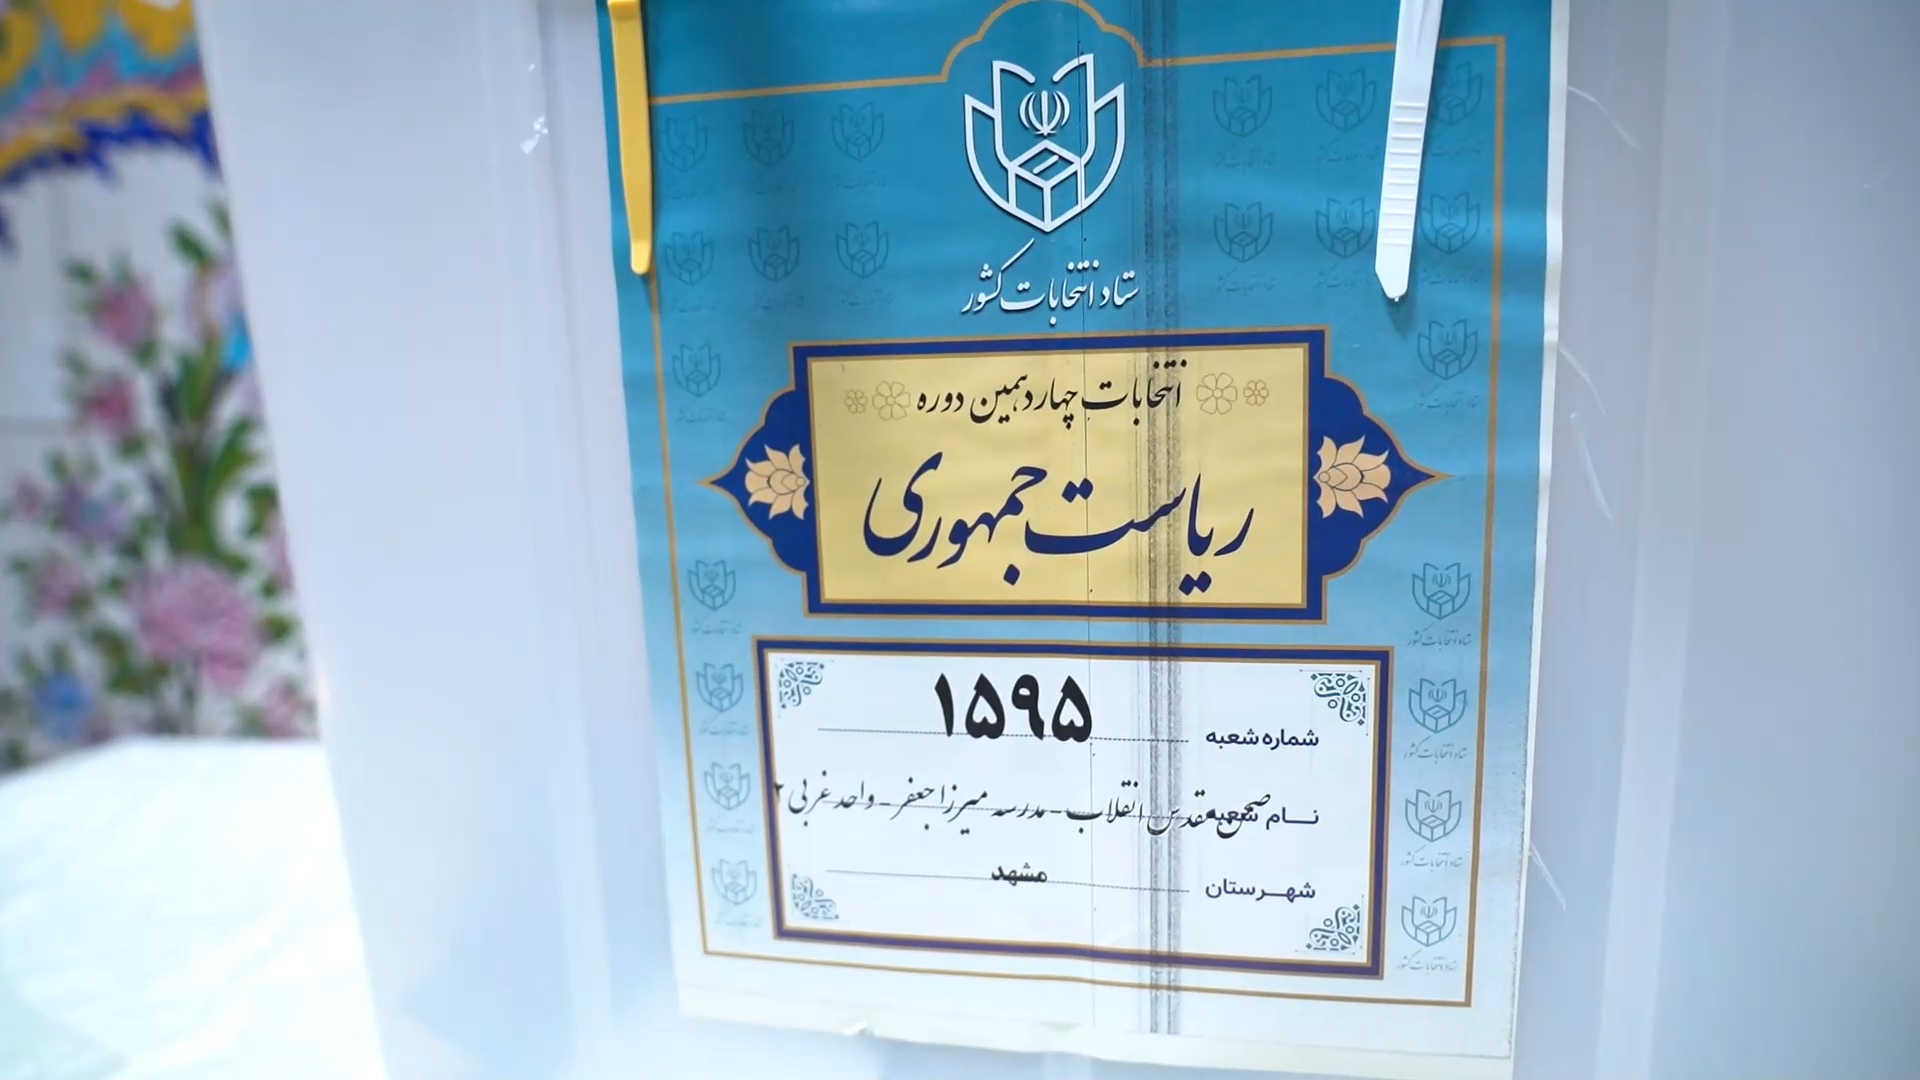 ستاد انتخابات کشور
انتخابات چهاردهمین دوره
ریاست جمهوری
شماره شعبه ۱۵۹۵
نام شعبه صحن مقدس انقلاب - مدرسه میرزا جعفر - واحد غربی ۲
شهرستان مشهد